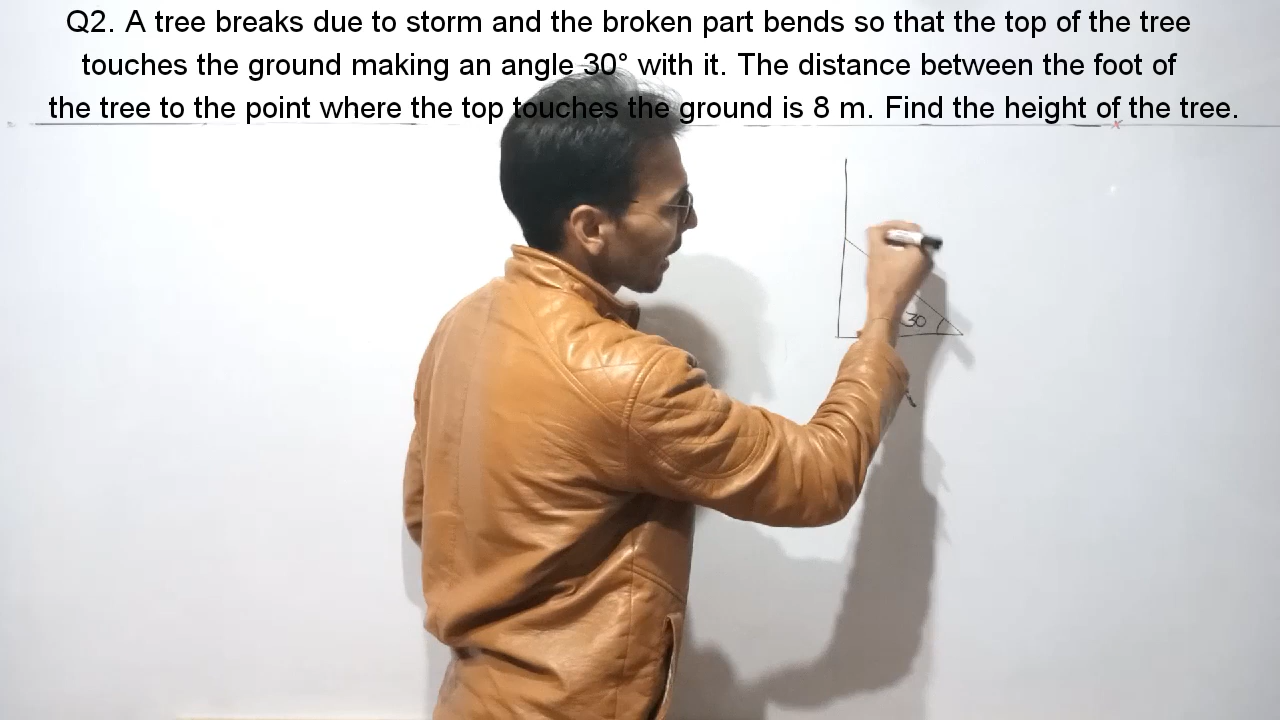 Q2. A tree breaks due to storm and the broken part bends so that the top of the tree
touches the ground making an angle 30° with it. The distance between the foot of
the tree to the point where the top touches the ground is 8 m. Find the height of the tree.
30